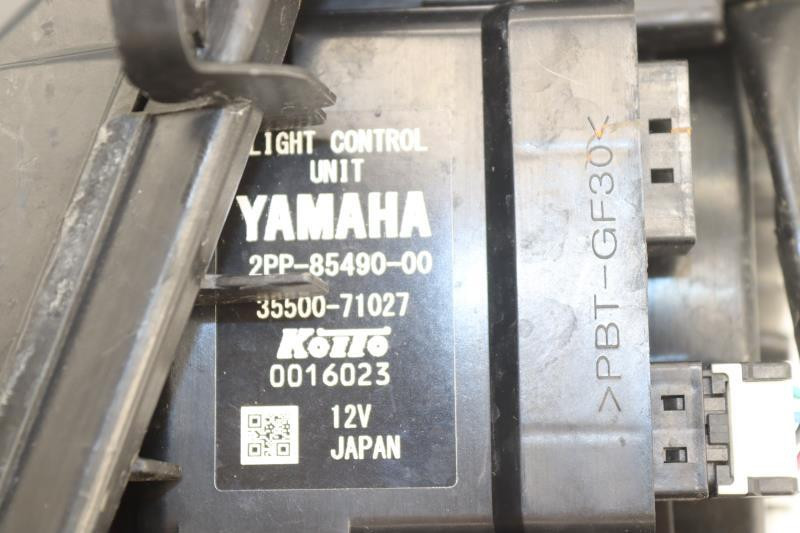 LIGHT CONTROL
UNIT
YAMAHA
2PP-85490-00
35500-71027
Koito
0016023
12V
JAPAN
>PBT-GF30<